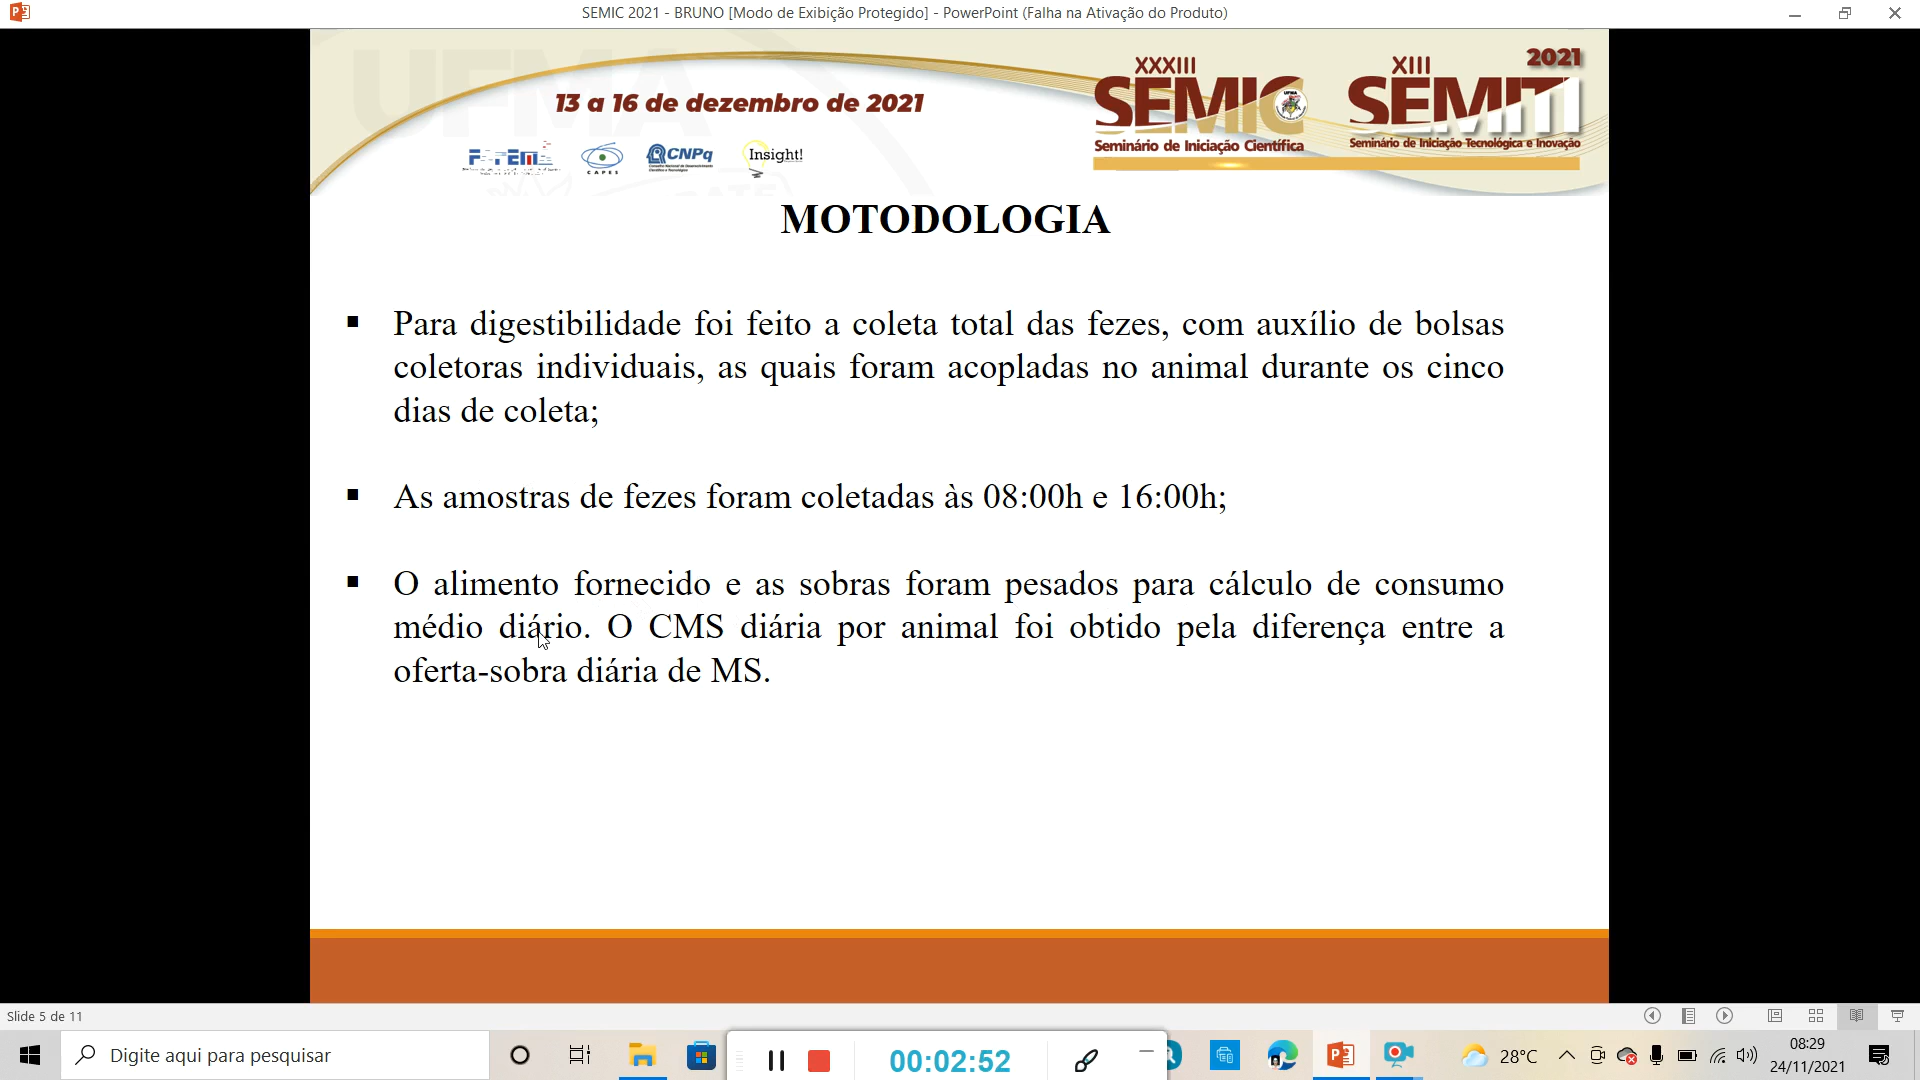 SEMIC 2021 - BRUNO [Modo de Exibição Protegido] - PowerPoint (Falha na Ativação do Produto)
UFMA
13 a 16 de dezembro de 2021
XXXIII
SEMIC
Seminário de Iniciação Científica
XIII
2021
SEMITI
Seminário de Iniciação Tecnológica e Inovação
FAPEMA
CAPES
CNPq
Insight!
MOTODOLOGIA
▪ Para digestibilidade foi feito a coleta total das fezes, com auxílio de bolsas
coletoras individuais, as quais foram acopladas no animal durante os cinco
dias de coleta;
▪ As amostras de fezes foram coletadas às 08:00h e 16:00h;
▪ O alimento fornecido e as sobras foram pesados para cálculo de consumo
médio diário. O CMS diária por animal foi obtido pela diferença entre a
oferta-sobra diária de MS.
Slide 5 de 11
Digite aqui para pesquisar
00:02:52
28°C
08:29
24/11/2021